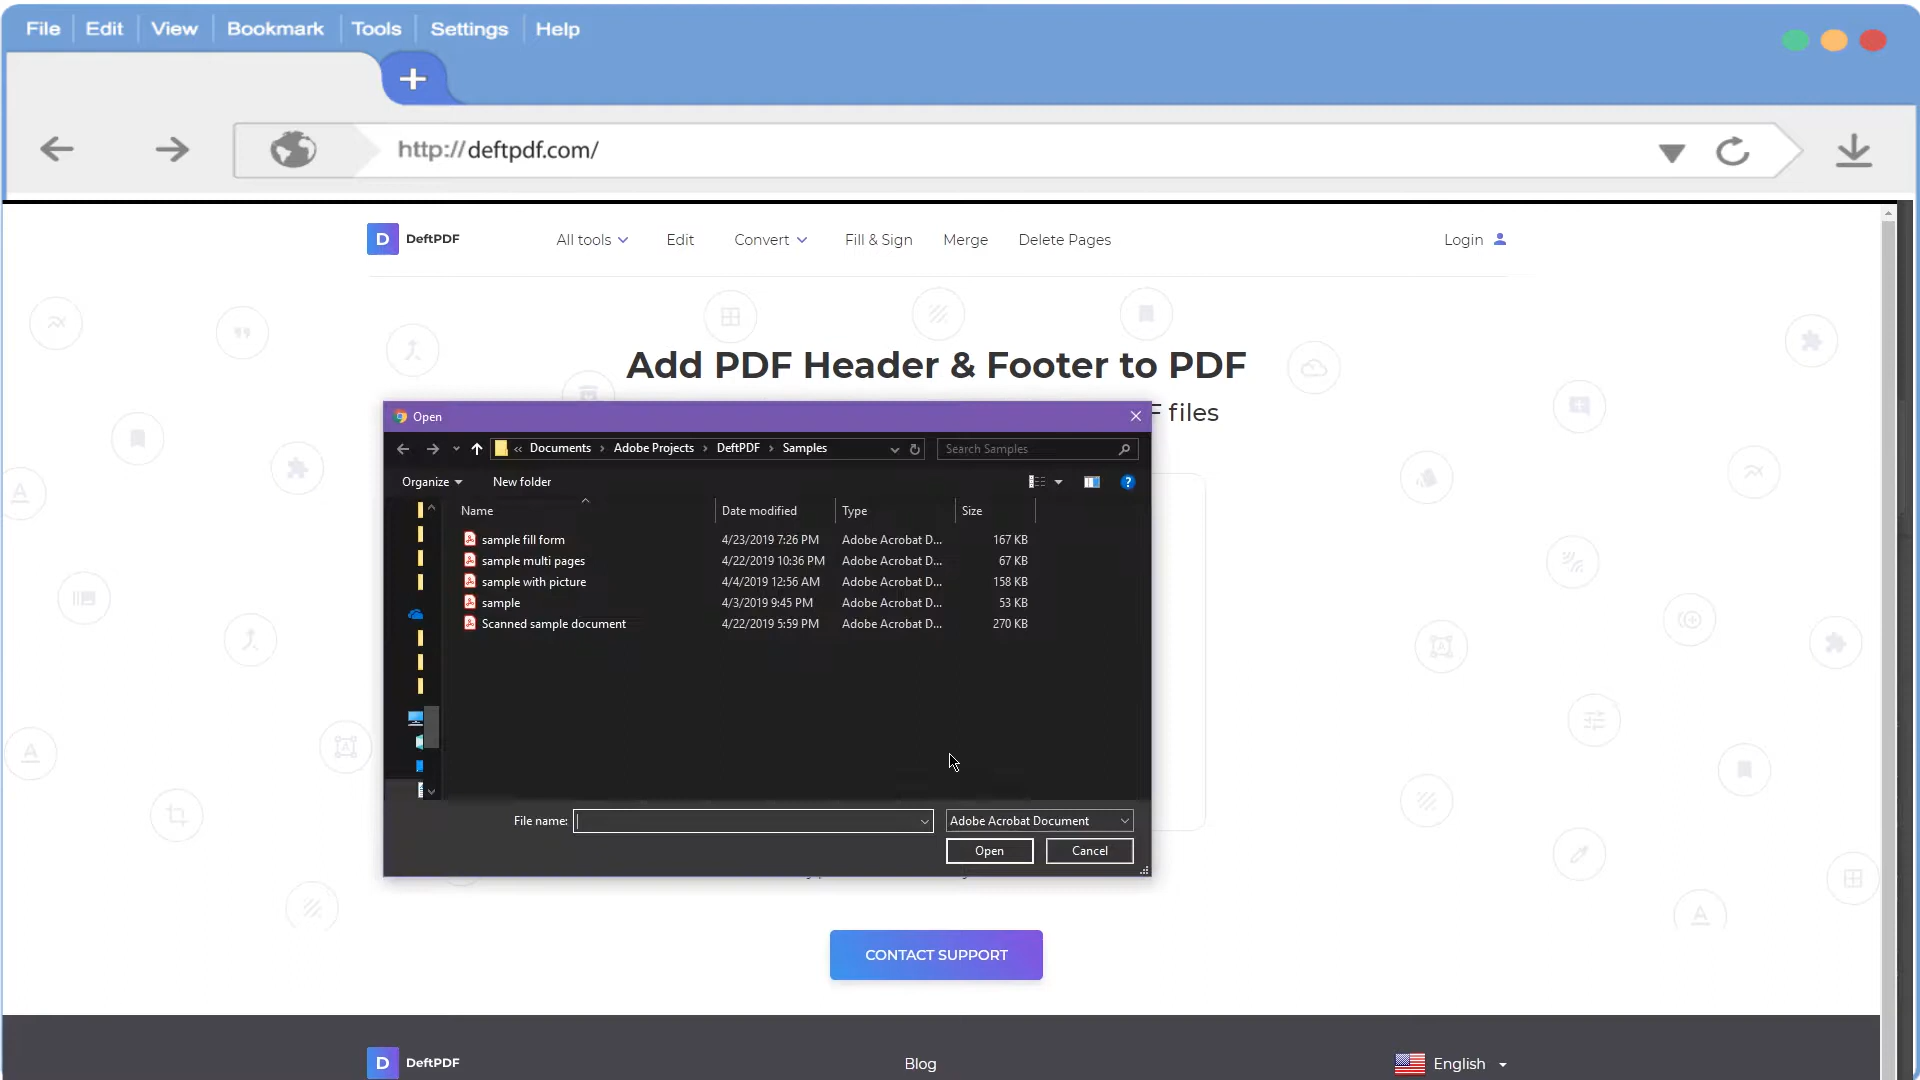 File Edit View Bookmark Tools Settings Help
http://deftpdf.com/
D DeftPDF All tools Edit Convert Fill & Sign Merge Delete Pages Login
Add PDF Header & Footer to PDF
files
Open
« Documents › Adobe Projects › DeftPDF › Samples Search Samples
Organize New folder
Name Date modified Type Size
sample fill form 4/23/2019 7:26 PM Adobe Acrobat D... 167 KB
sample multi pages 4/22/2019 10:36 PM Adobe Acrobat D... 67 KB
sample with picture 4/4/2019 12:56 AM Adobe Acrobat D... 158 KB
sample 4/3/2019 9:45 PM Adobe Acrobat D... 53 KB
Scanned sample document 4/22/2019 5:59 PM Adobe Acrobat D... 270 KB
File name: Adobe Acrobat Document
Open Cancel
CONTACT SUPPORT
D DeftPDF Blog English